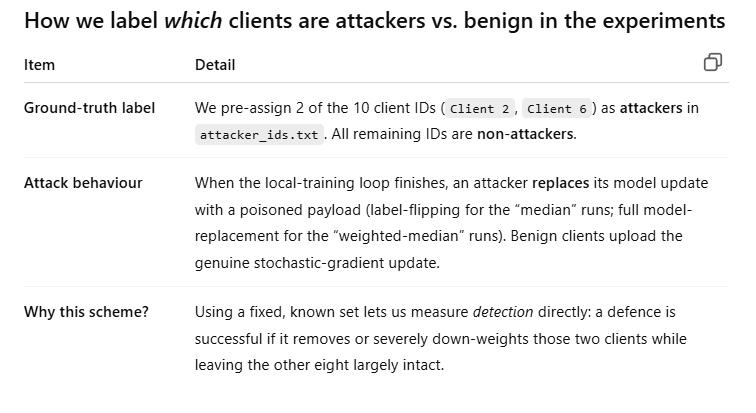 How we label which clients are attackers vs. benign in the experiments
Item Detail
Ground-truth label We pre-assign 2 of the 10 client IDs ( Client 2 , Client 6 ) as attackers in
attacker_ids.txt . All remaining IDs are non-attackers.
Attack behaviour When the local-training loop finishes, an attacker replaces its model update
with a poisoned payload (label-flipping for the “median” runs; full model-
replacement for the “weighted-median” runs). Benign clients upload the
genuine stochastic-gradient update.
Why this scheme? Using a fixed, known set lets us measure detection directly: a defence is
successful if it removes or severely down-weights those two clients while
leaving the other eight largely intact.